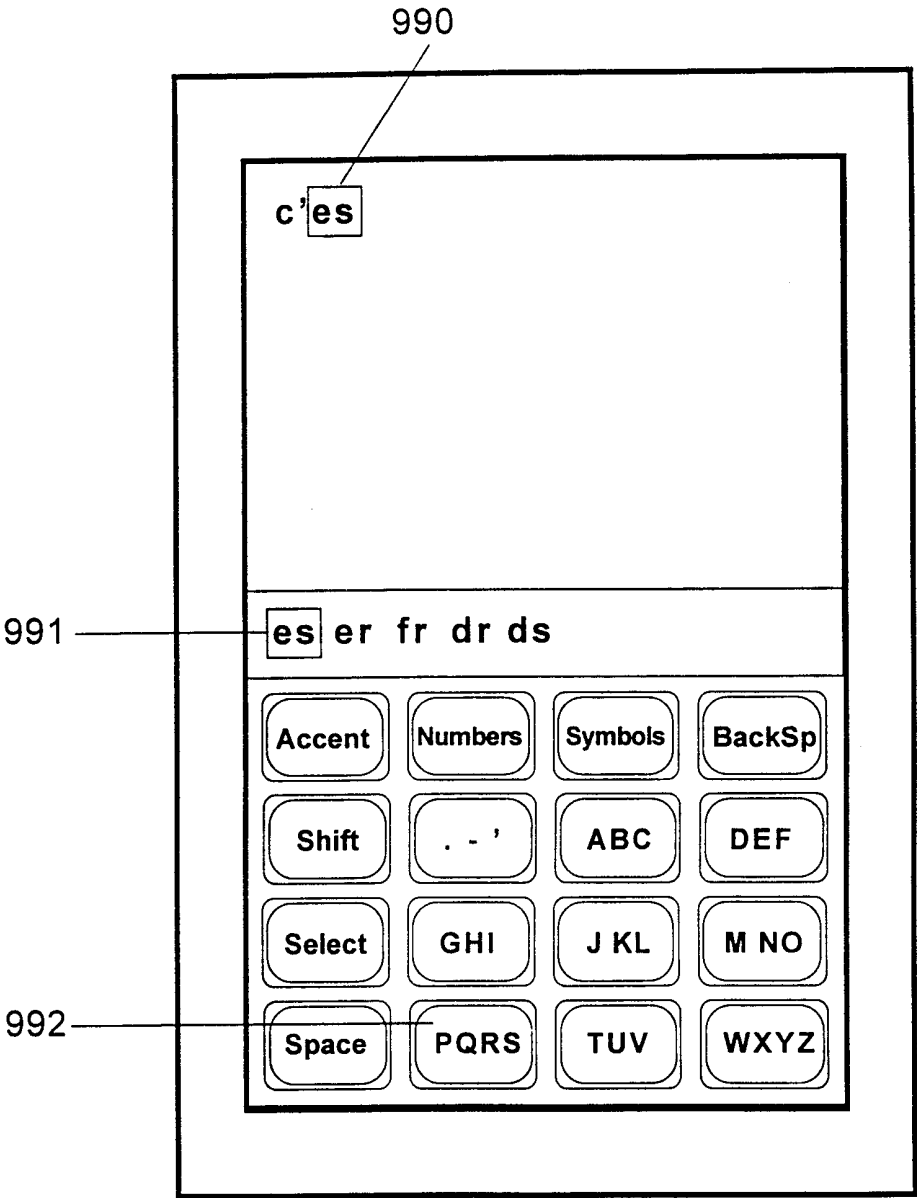 990
c'es
991 es er fr dr ds
Accent Numbers Symbols BackSp
Shift . - ' ABC DEF
Select GHI J KL M NO
992 Space PQRS TUV WXYZ